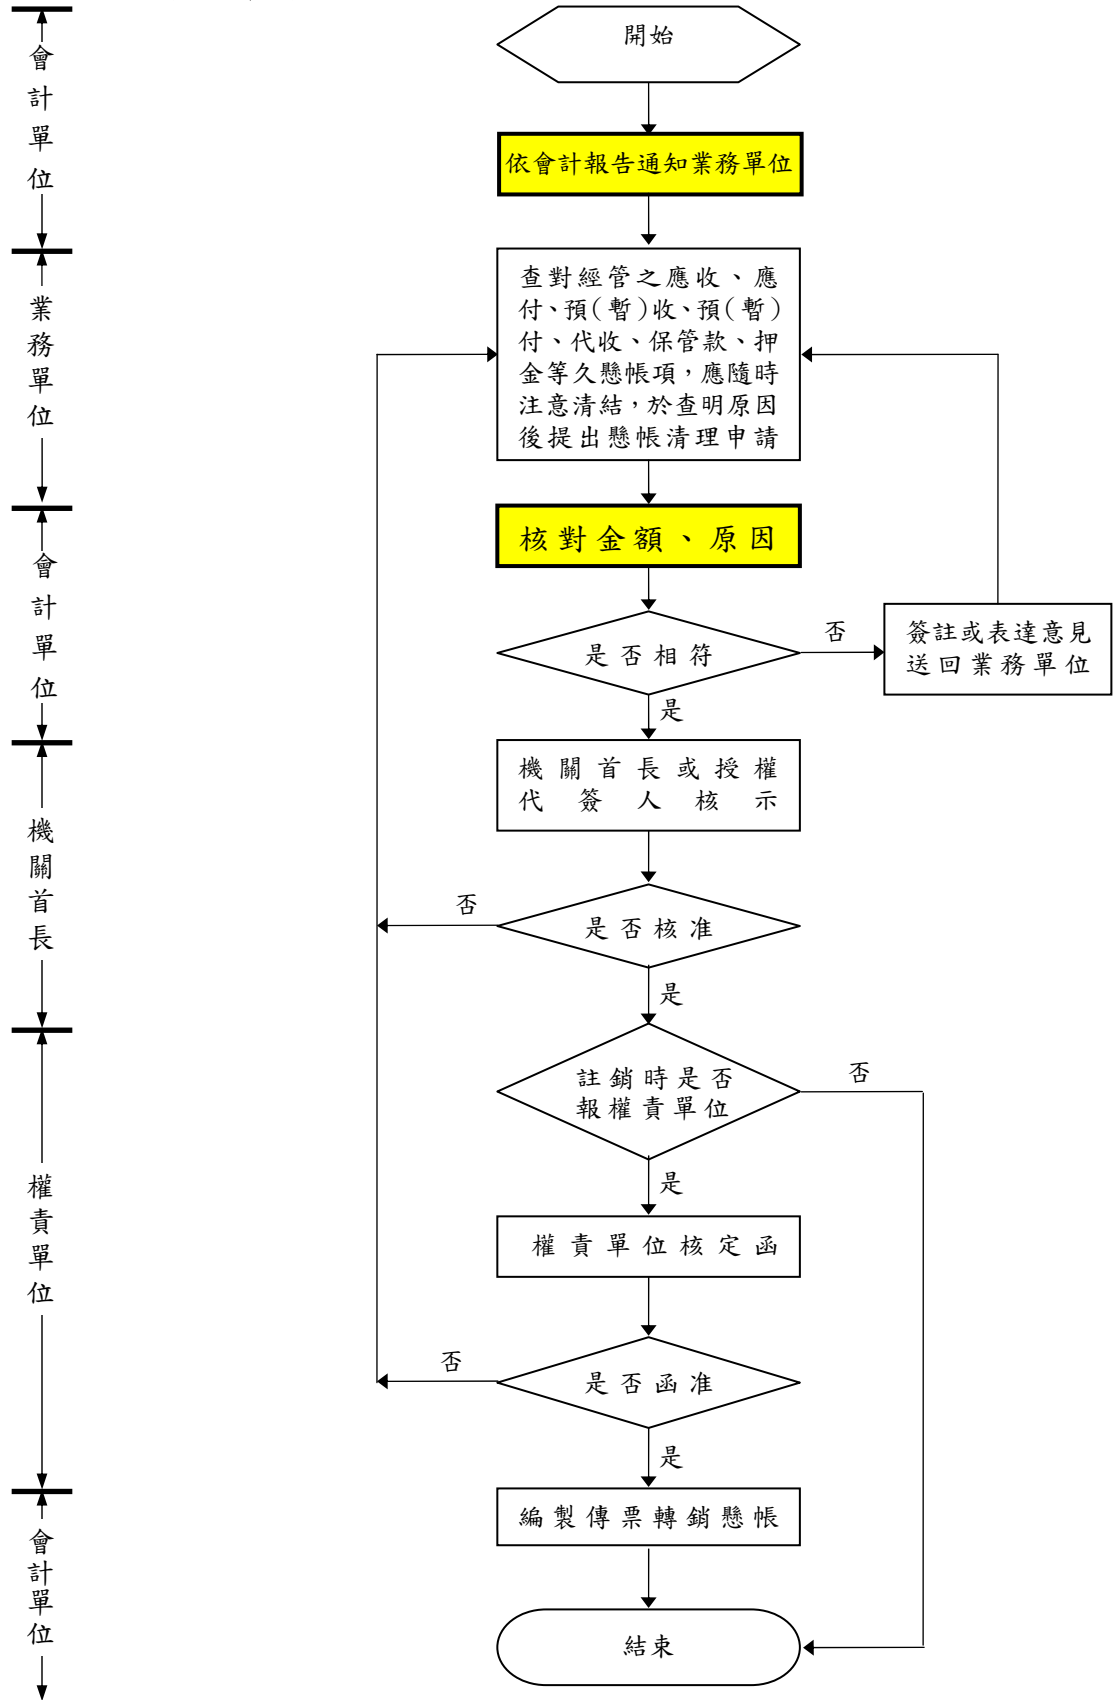 會計單位
業務單位
會計單位
機關首長
權責單位
會計單位
開始
依會計報告通知業務單位
查對經管之應收、應
付、預(暫)收、預(暫)
付、代收、保管款、押
金等久懸帳項,應隨時
注意清結,於查明原因
後提出懸帳清理申請
核對金額、原因
是否相符
否
簽註或表達意見
送回業務單位
是
機關首長或授權
代簽人核示
是否核准
否
是
註銷時是否
報權責單位
否
是
權責單位核定函
是否函准
否
是
編製傳票轉銷懸帳
結束